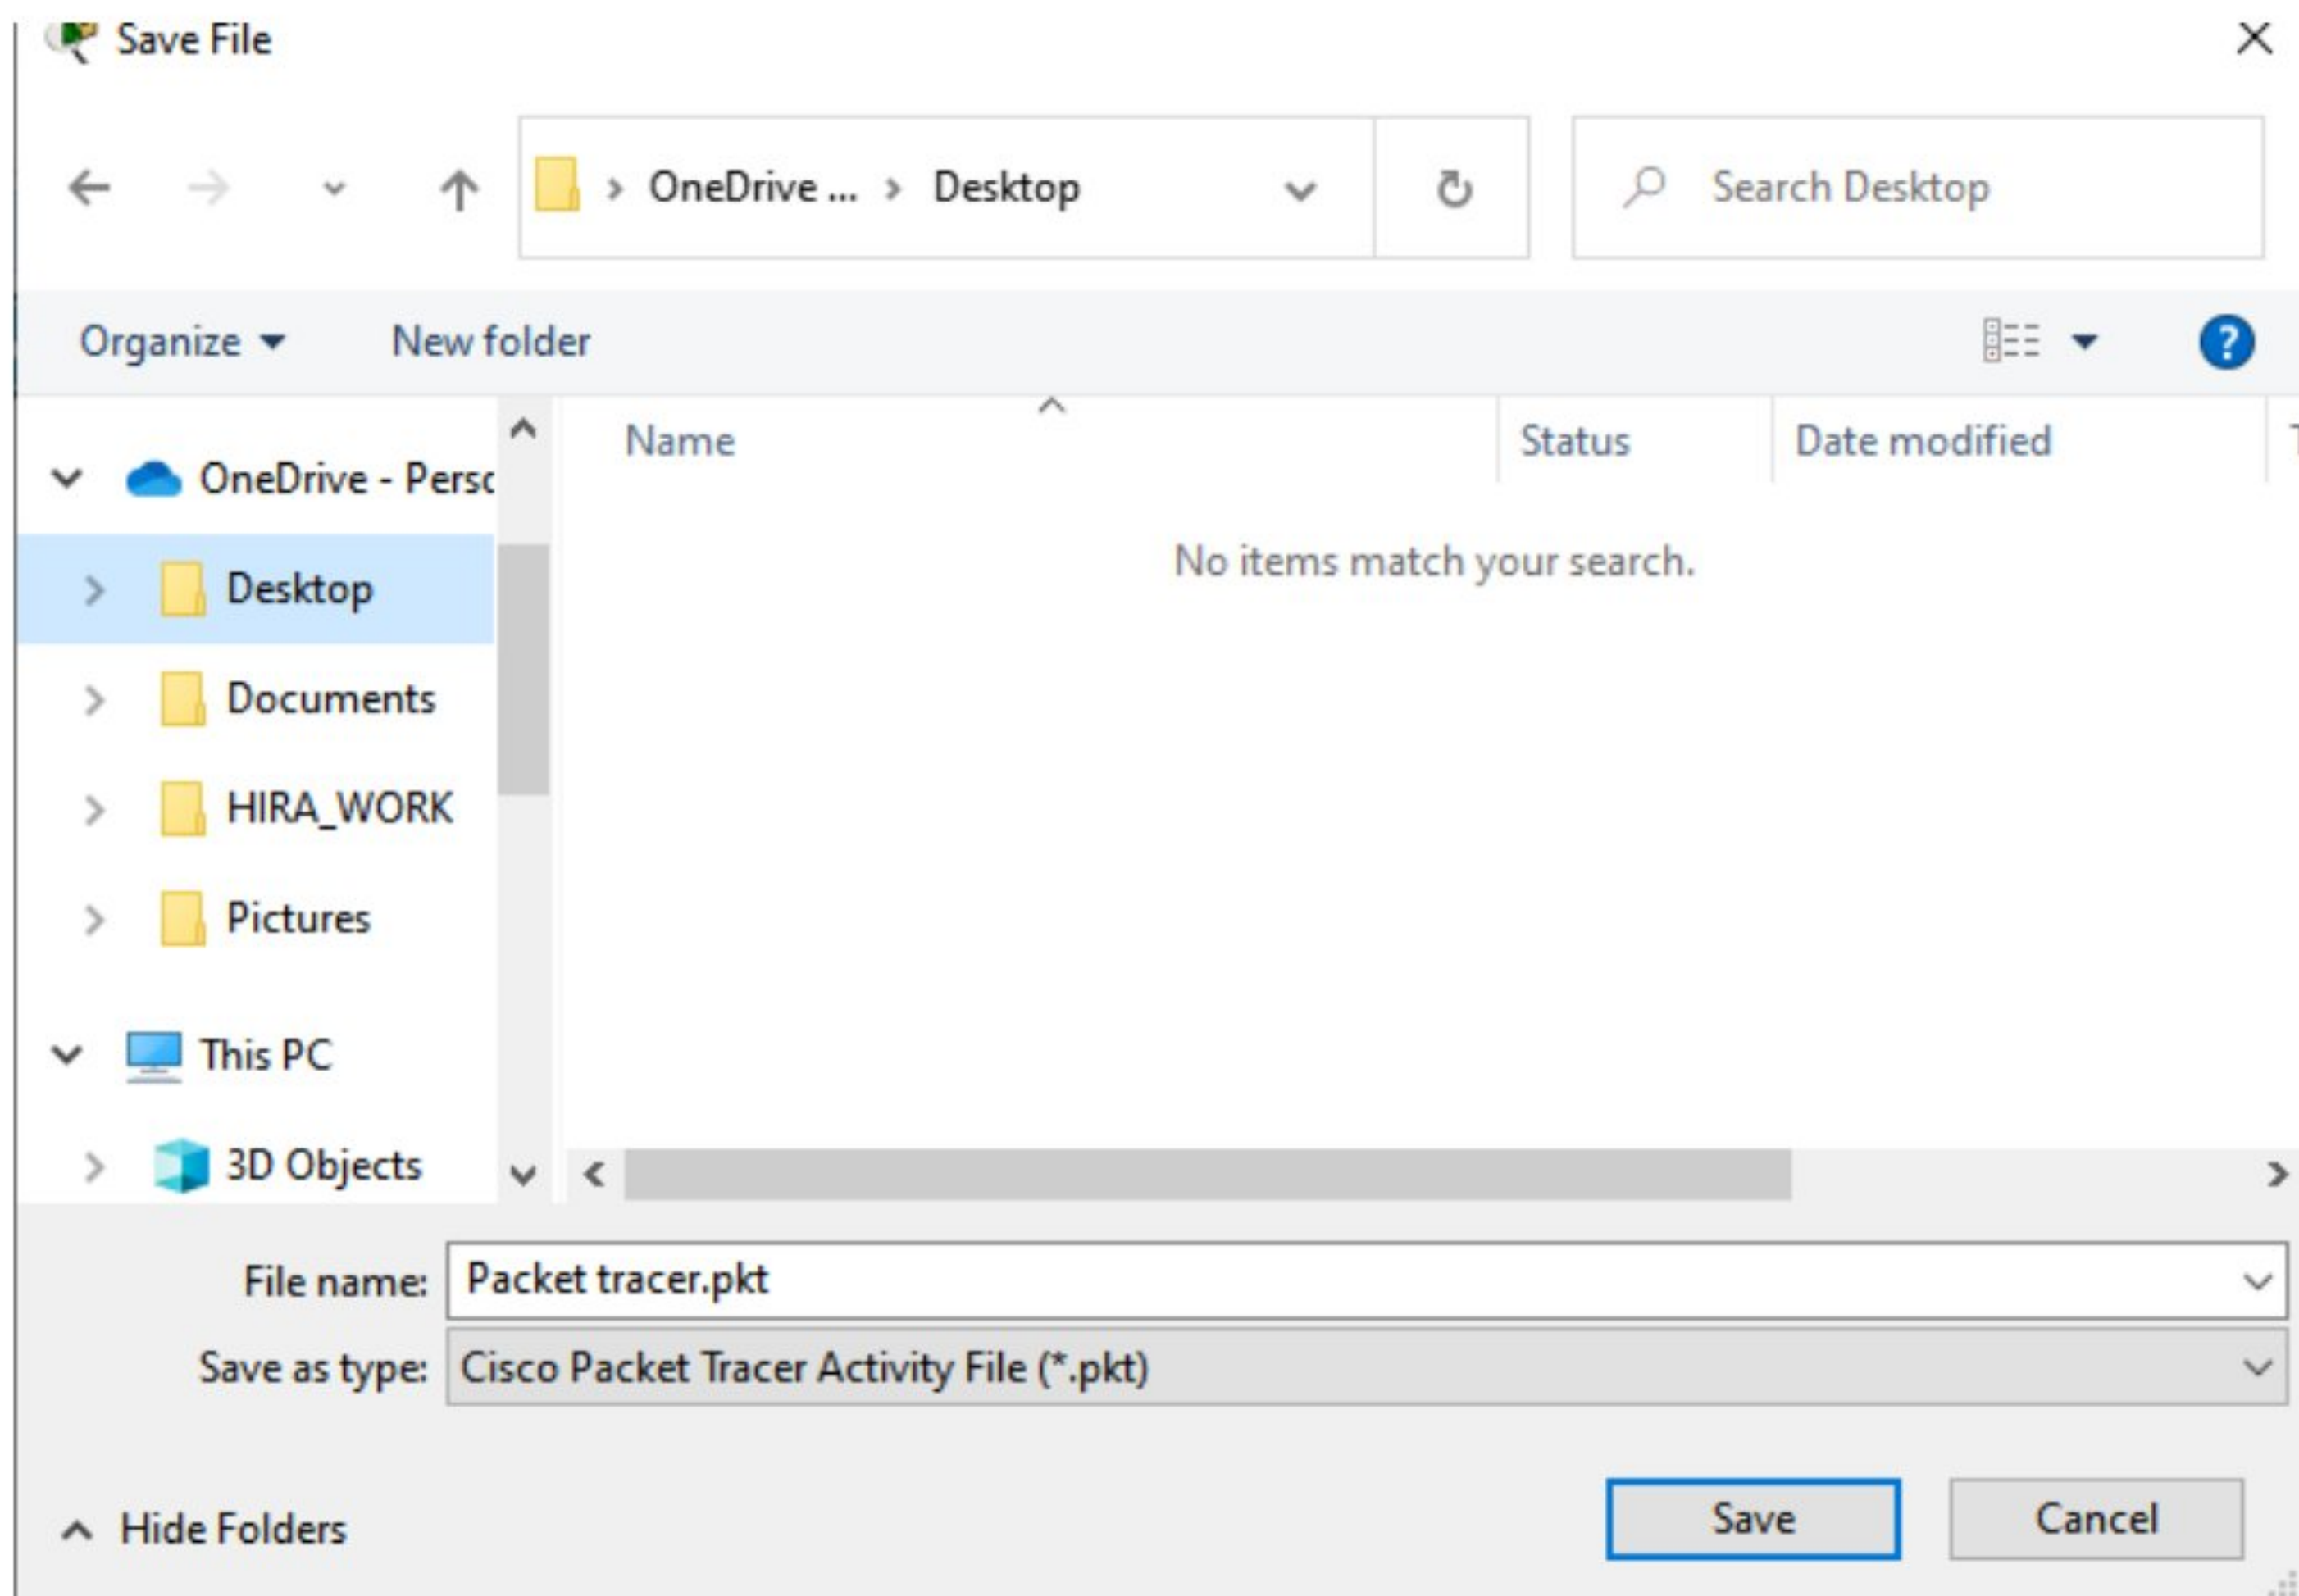 Save File
OneDrive ... Desktop
Search Desktop
Organize New folder
Name Status Date modified
OneDrive - Perso
No items match your search.
Desktop
Documents
HIRA_WORK
Pictures
This PC
3D Objects
File name: Packet tracer.pkt
Save as type: Cisco Packet Tracer Activity File (*.pkt)
Hide Folders
Save Cancel